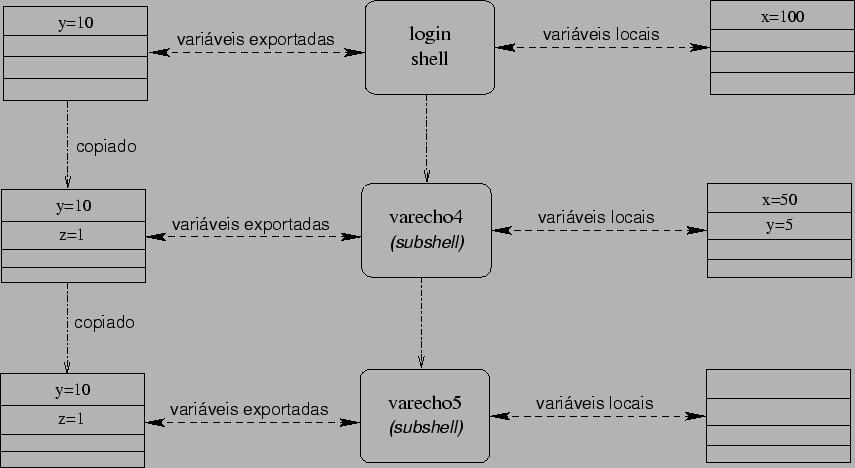 y=10
variáveis exportadas
login
shell
variáveis locais
x=100
copiado
y=10
z=1
variáveis exportadas
varecho4
(subshell)
variáveis locais
x=50
y=5
copiado
y=10
z=1
variáveis exportadas
varecho5
(subshell)
variáveis locais